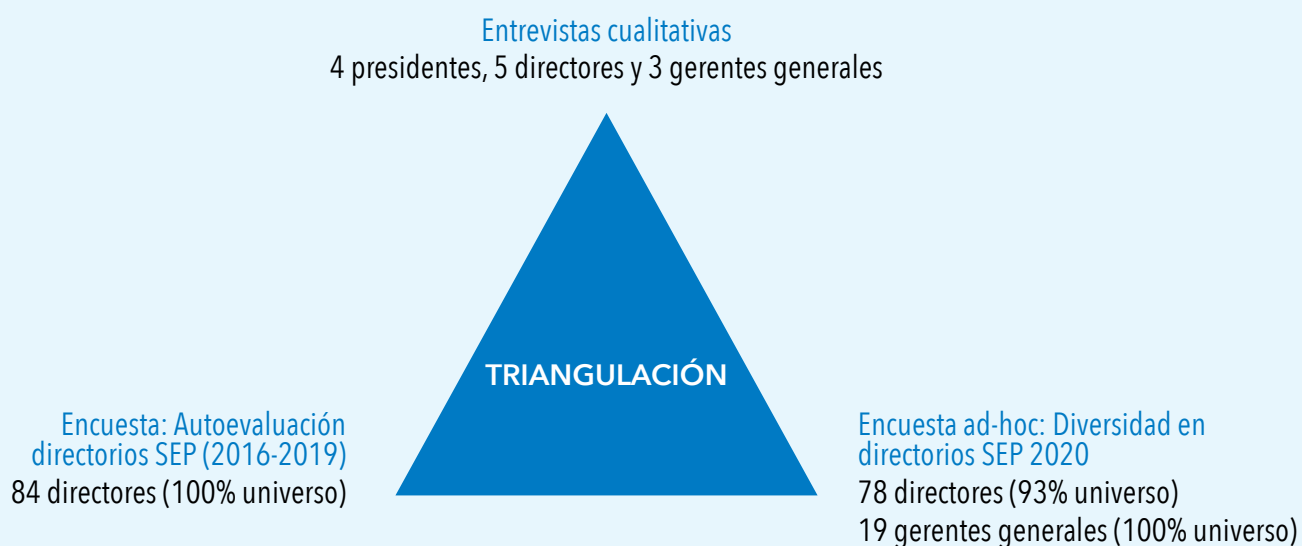 Entrevistas cualitativas
4 presidentes, 5 directores y 3 gerentes generales
TRIANGULACIÓN
Encuesta: Autoevaluación
directorios SEP (2016-2019)
84 directores (100% universo)
Encuesta ad-hoc: Diversidad en
directorios SEP 2020
78 directores (93% universo)
19 gerentes generales (100% universo)